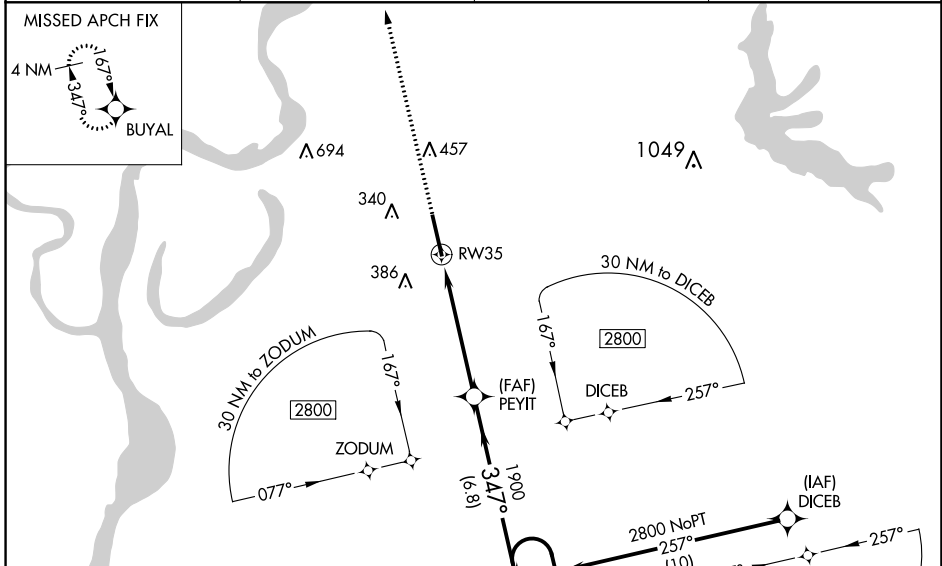 MISSED APCH FIX
4 NM
167°
347°
BUYAL
694
457
1049
340
RW35
386
30 NM to DICEB
167°
2800
DICEB
257°
30 NM to ZODUM
167°
2800
ZODUM
077°
(FAF)
PEYIT
1900
347°
(6.8)
(IAF)
DICEB
2800 NoPT
257°
(10)
257°